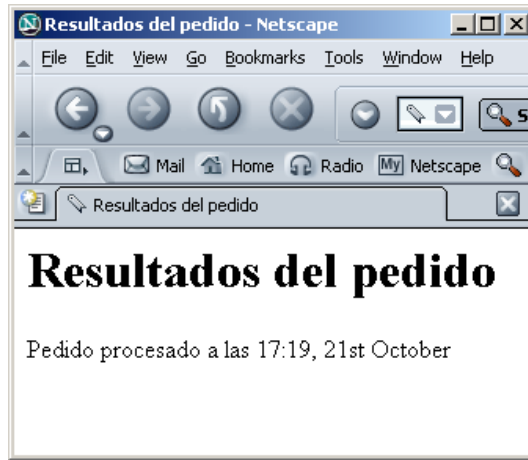 Resultados del pedido - Netscape
File Edit View Go Bookmarks Tools Window Help
Mail Home Radio My Netscape
Resultados del pedido
Resultados del pedido
Pedido procesado a las 17:19, 21st October